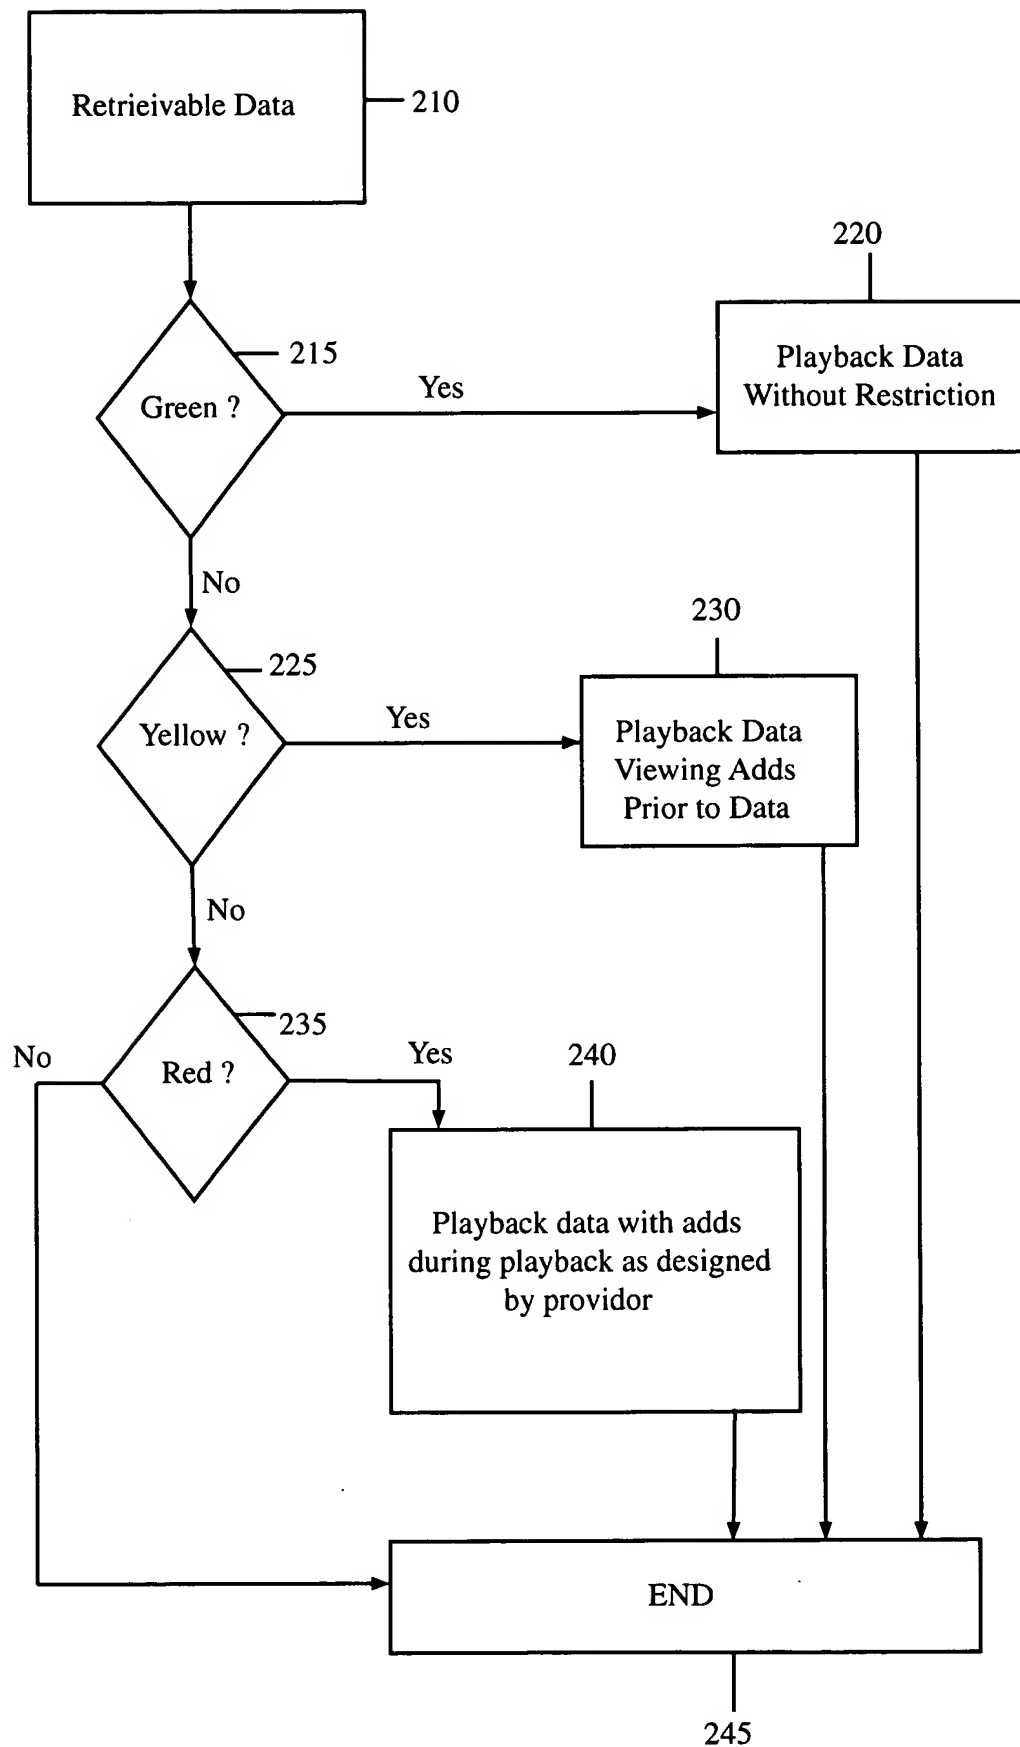 Retrieivable Data
210
220
215
Green ?
Yes
Playback Data
Without Restriction
No
230
225
Yellow ?
Yes
Playback Data
Viewing Adds
Prior to Data
No
235
No
Red ?
Yes
240
Playback data with adds
during playback as designed
by providor
END
245